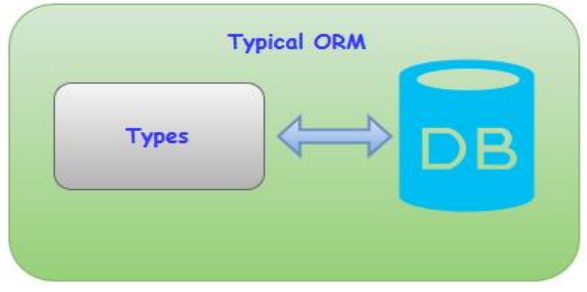 Typical ORM
Types
DB